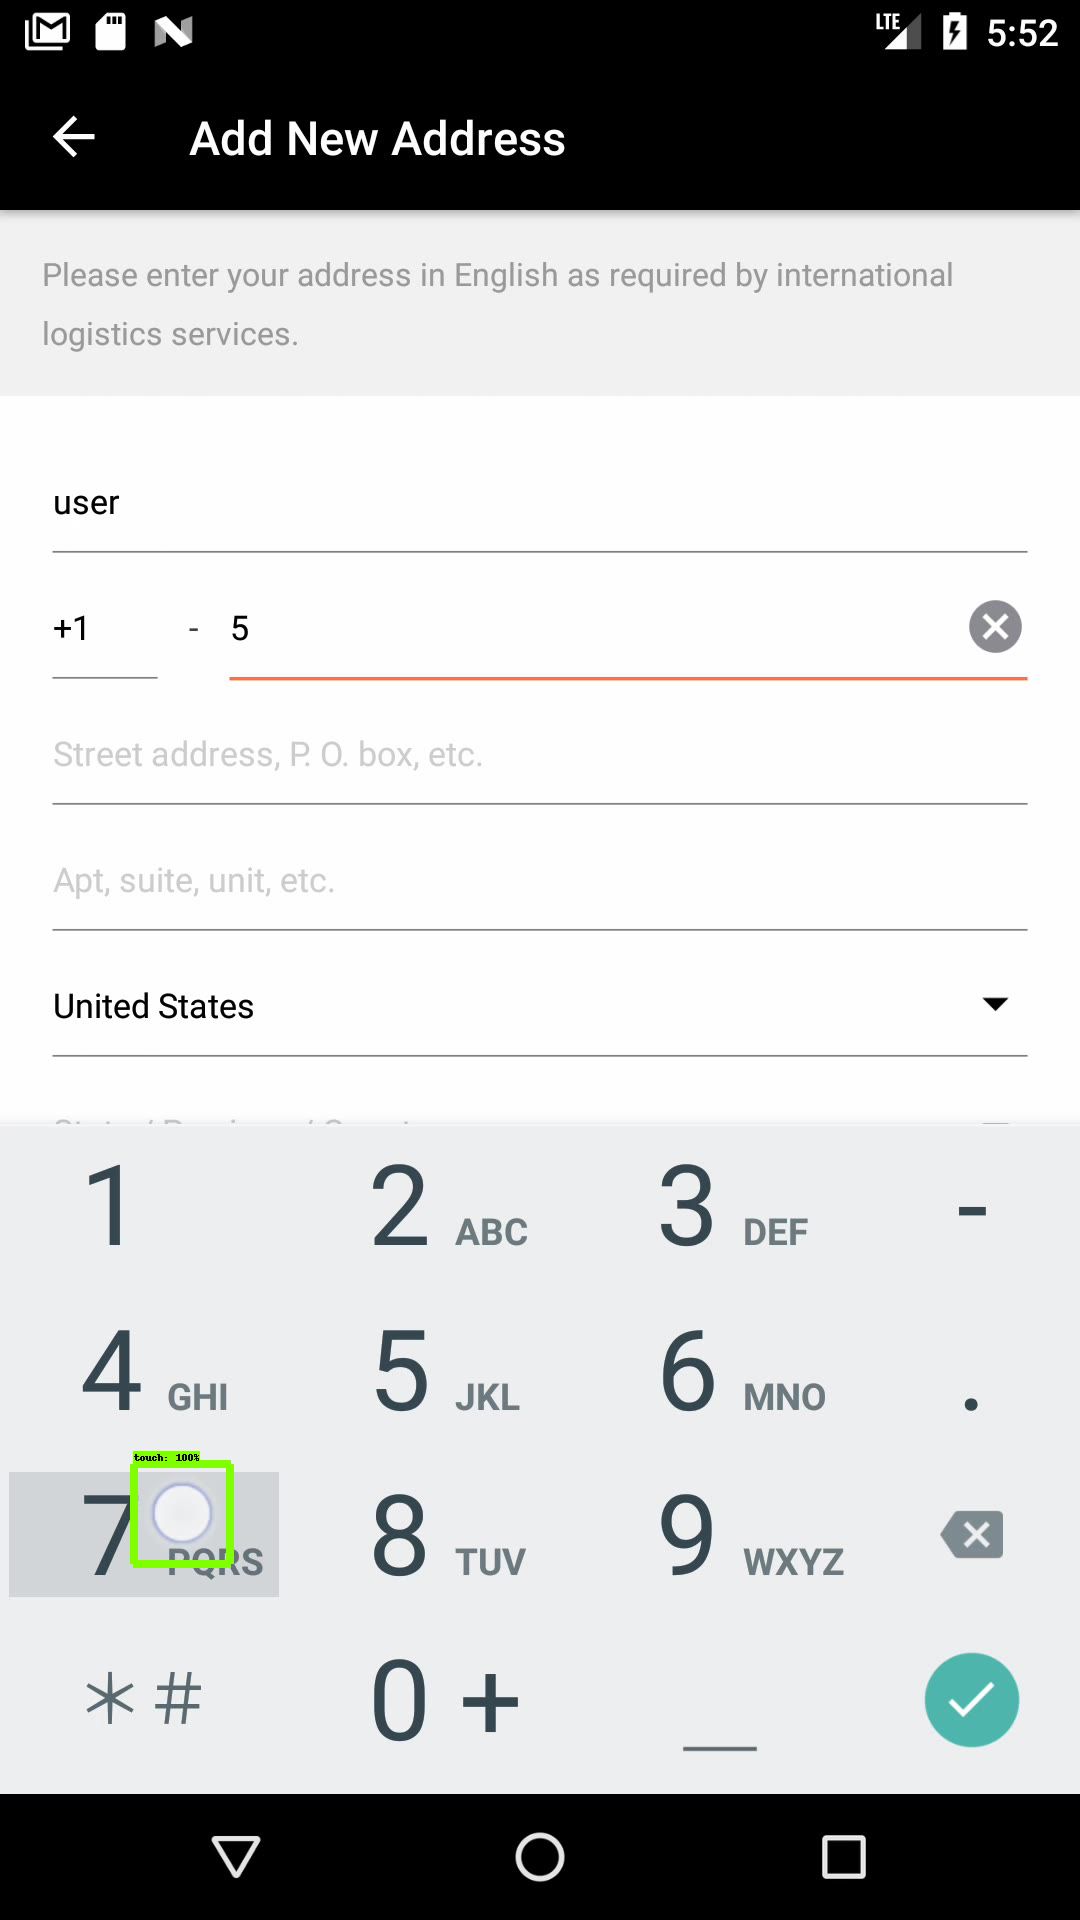 LTE 5:52
Add New Address
Please enter your address in English as required by international
logistics services.
user
+1 - 5
Street address, P. O. box, etc.
Apt, suite, unit, etc.
United States
1 2 ABC 3 DEF -
4 GHI 5 JKL 6 MNO .
touch: 100%
7 PQRS 8 TUV 9 WXYZ
*# 0 +